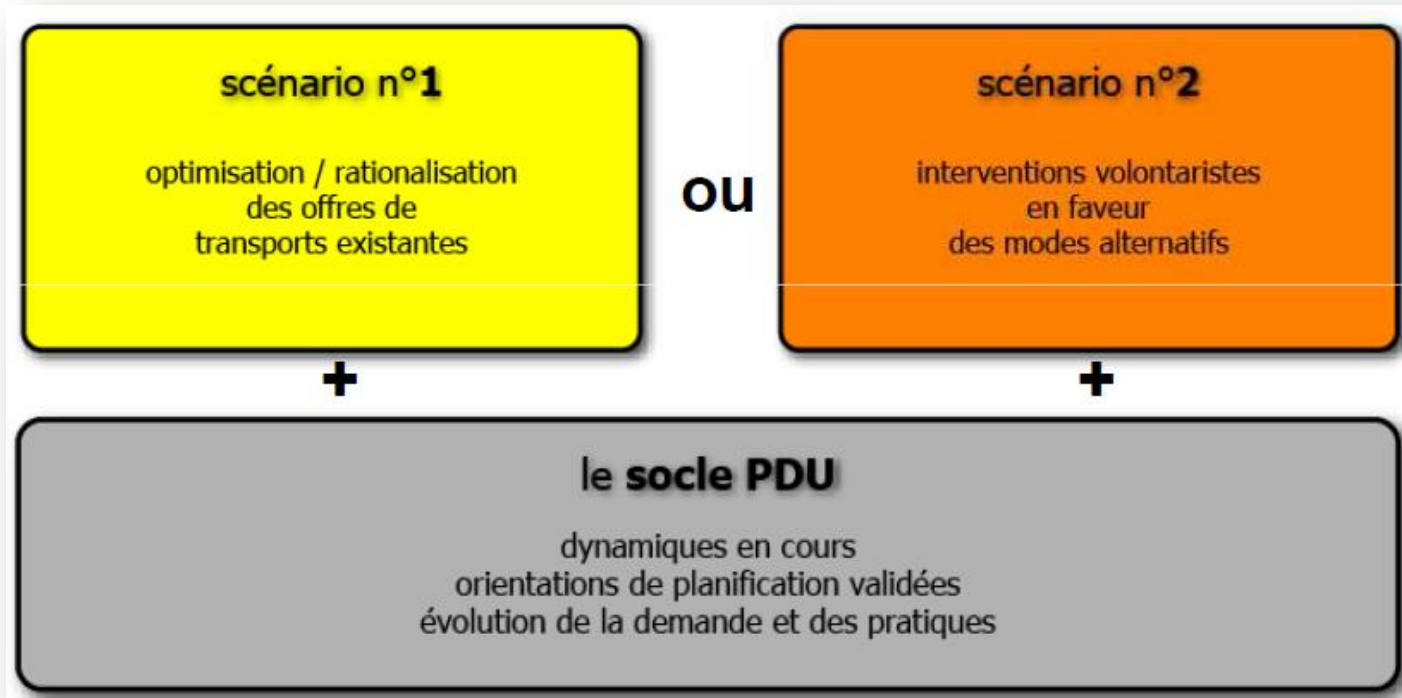 scénario n°1
optimisation / rationalisation
des offres de
transports existantes
ou
scénario n°2
interventions volontaristes
en faveur
des modes alternatifs
+
+
le socle PDU
dynamiques en cours
orientations de planification validées
évolution de la demande et des pratiques